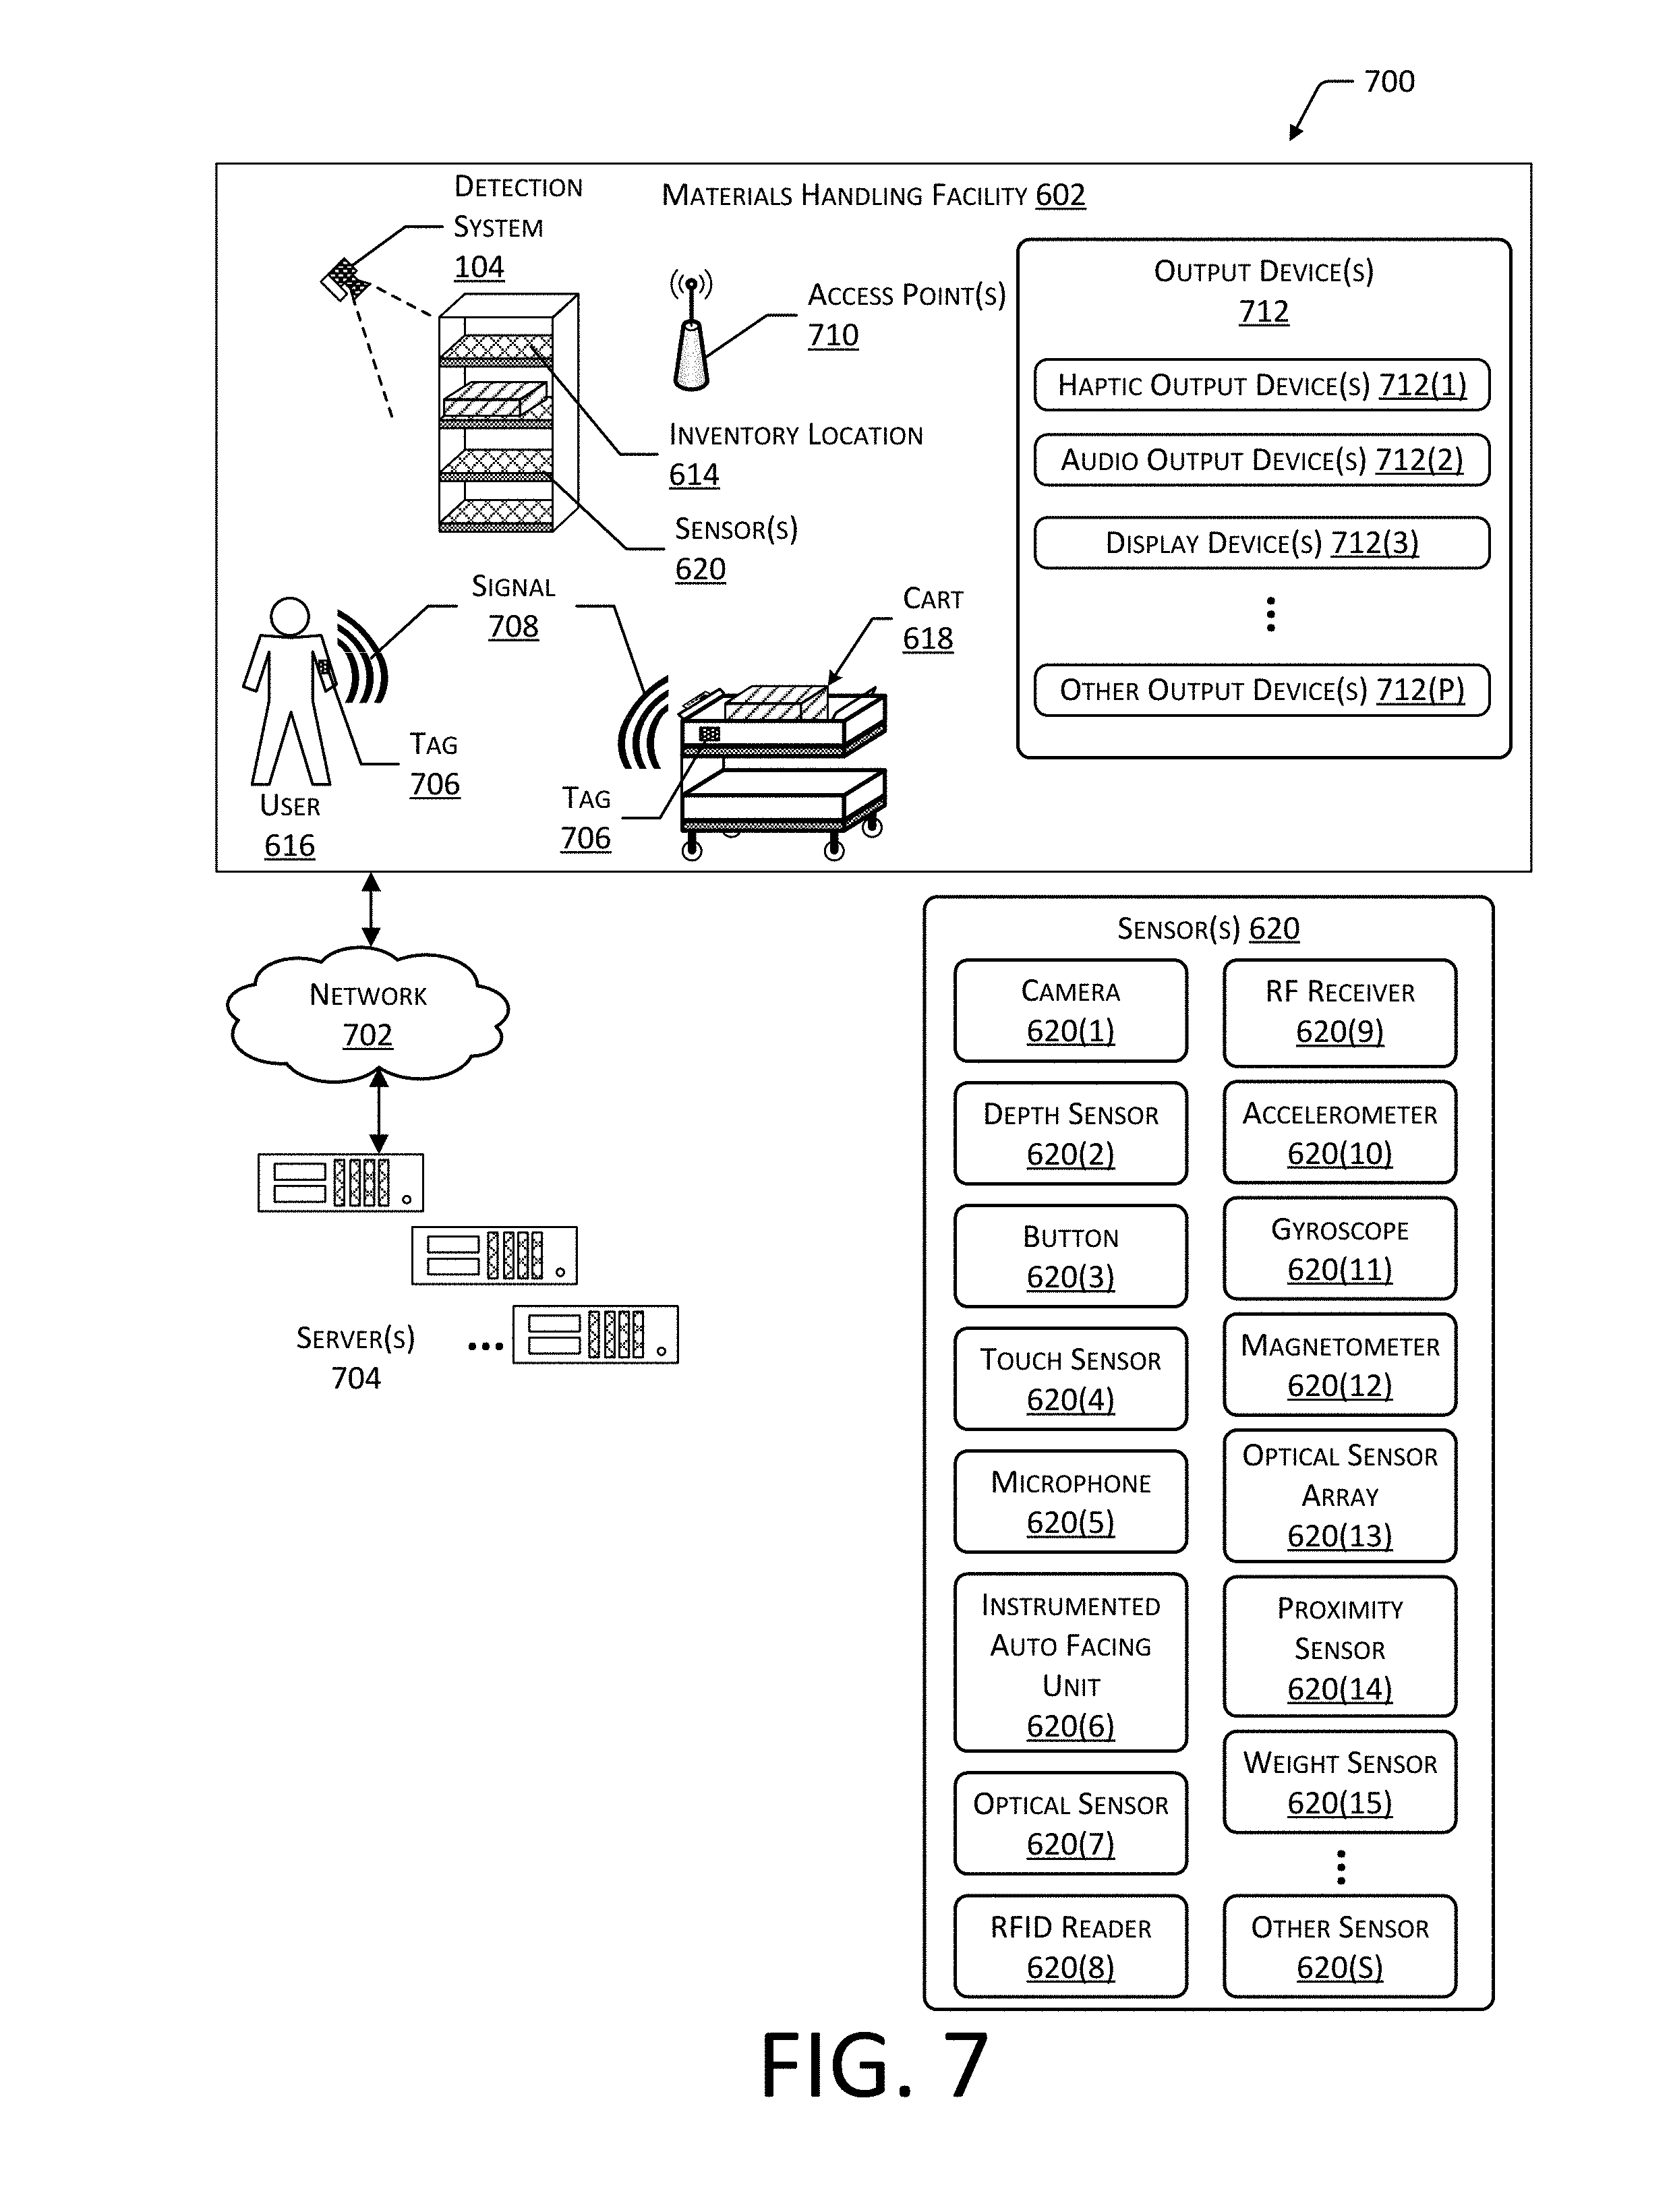 700
MATERIALS HANDLING FACILITY 602
DETECTION
SYSTEM
104
ACCESS POINT(S)
710
INVENTORY LOCATION
614
SENSOR(S)
620
SIGNAL
708
CART
618
TAG
706
USER
616
TAG
706
OUTPUT DEVICE(S)
712
HAPTIC OUTPUT DEVICE(S) 712(1)
AUDIO OUTPUT DEVICE(S) 712(2)
DISPLAY DEVICE(S) 712(3)
OTHER OUTPUT DEVICE(S) 712(P)
NETWORK
702
SERVER(S)
704
SENSOR(S) 620
CAMERA
620(1)
DEPTH SENSOR
620(2)
BUTTON
620(3)
TOUCH SENSOR
620(4)
MICROPHONE
620(5)
INSTRUMENTED
AUTO FACING
UNIT
620(6)
OPTICAL SENSOR
620(7)
RFID READER
620(8)
RF RECEIVER
620(9)
ACCELEROMETER
620(10)
GYROSCOPE
620(11)
MAGNETOMETER
620(12)
OPTICAL SENSOR
ARRAY
620(13)
PROXIMITY
SENSOR
620(14)
WEIGHT SENSOR
620(15)
OTHER SENSOR
620(S)
FIG. 7